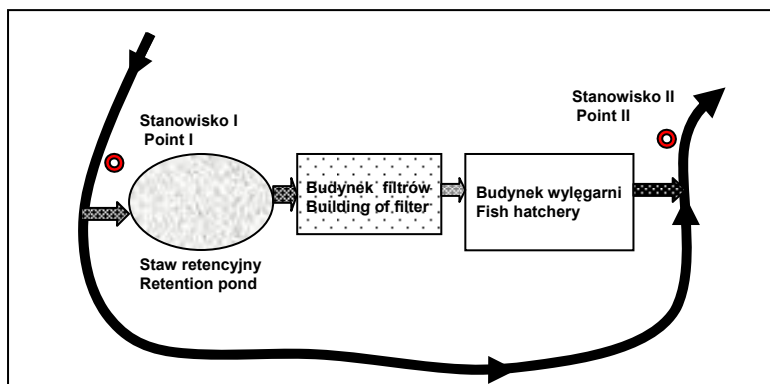 Stanowisko I
Point I
Stanowisko II
Point II
Budynek filtrów
Building of filter
Budynek wylęgarni
Fish hatchery
Staw retencyjny
Retention pond